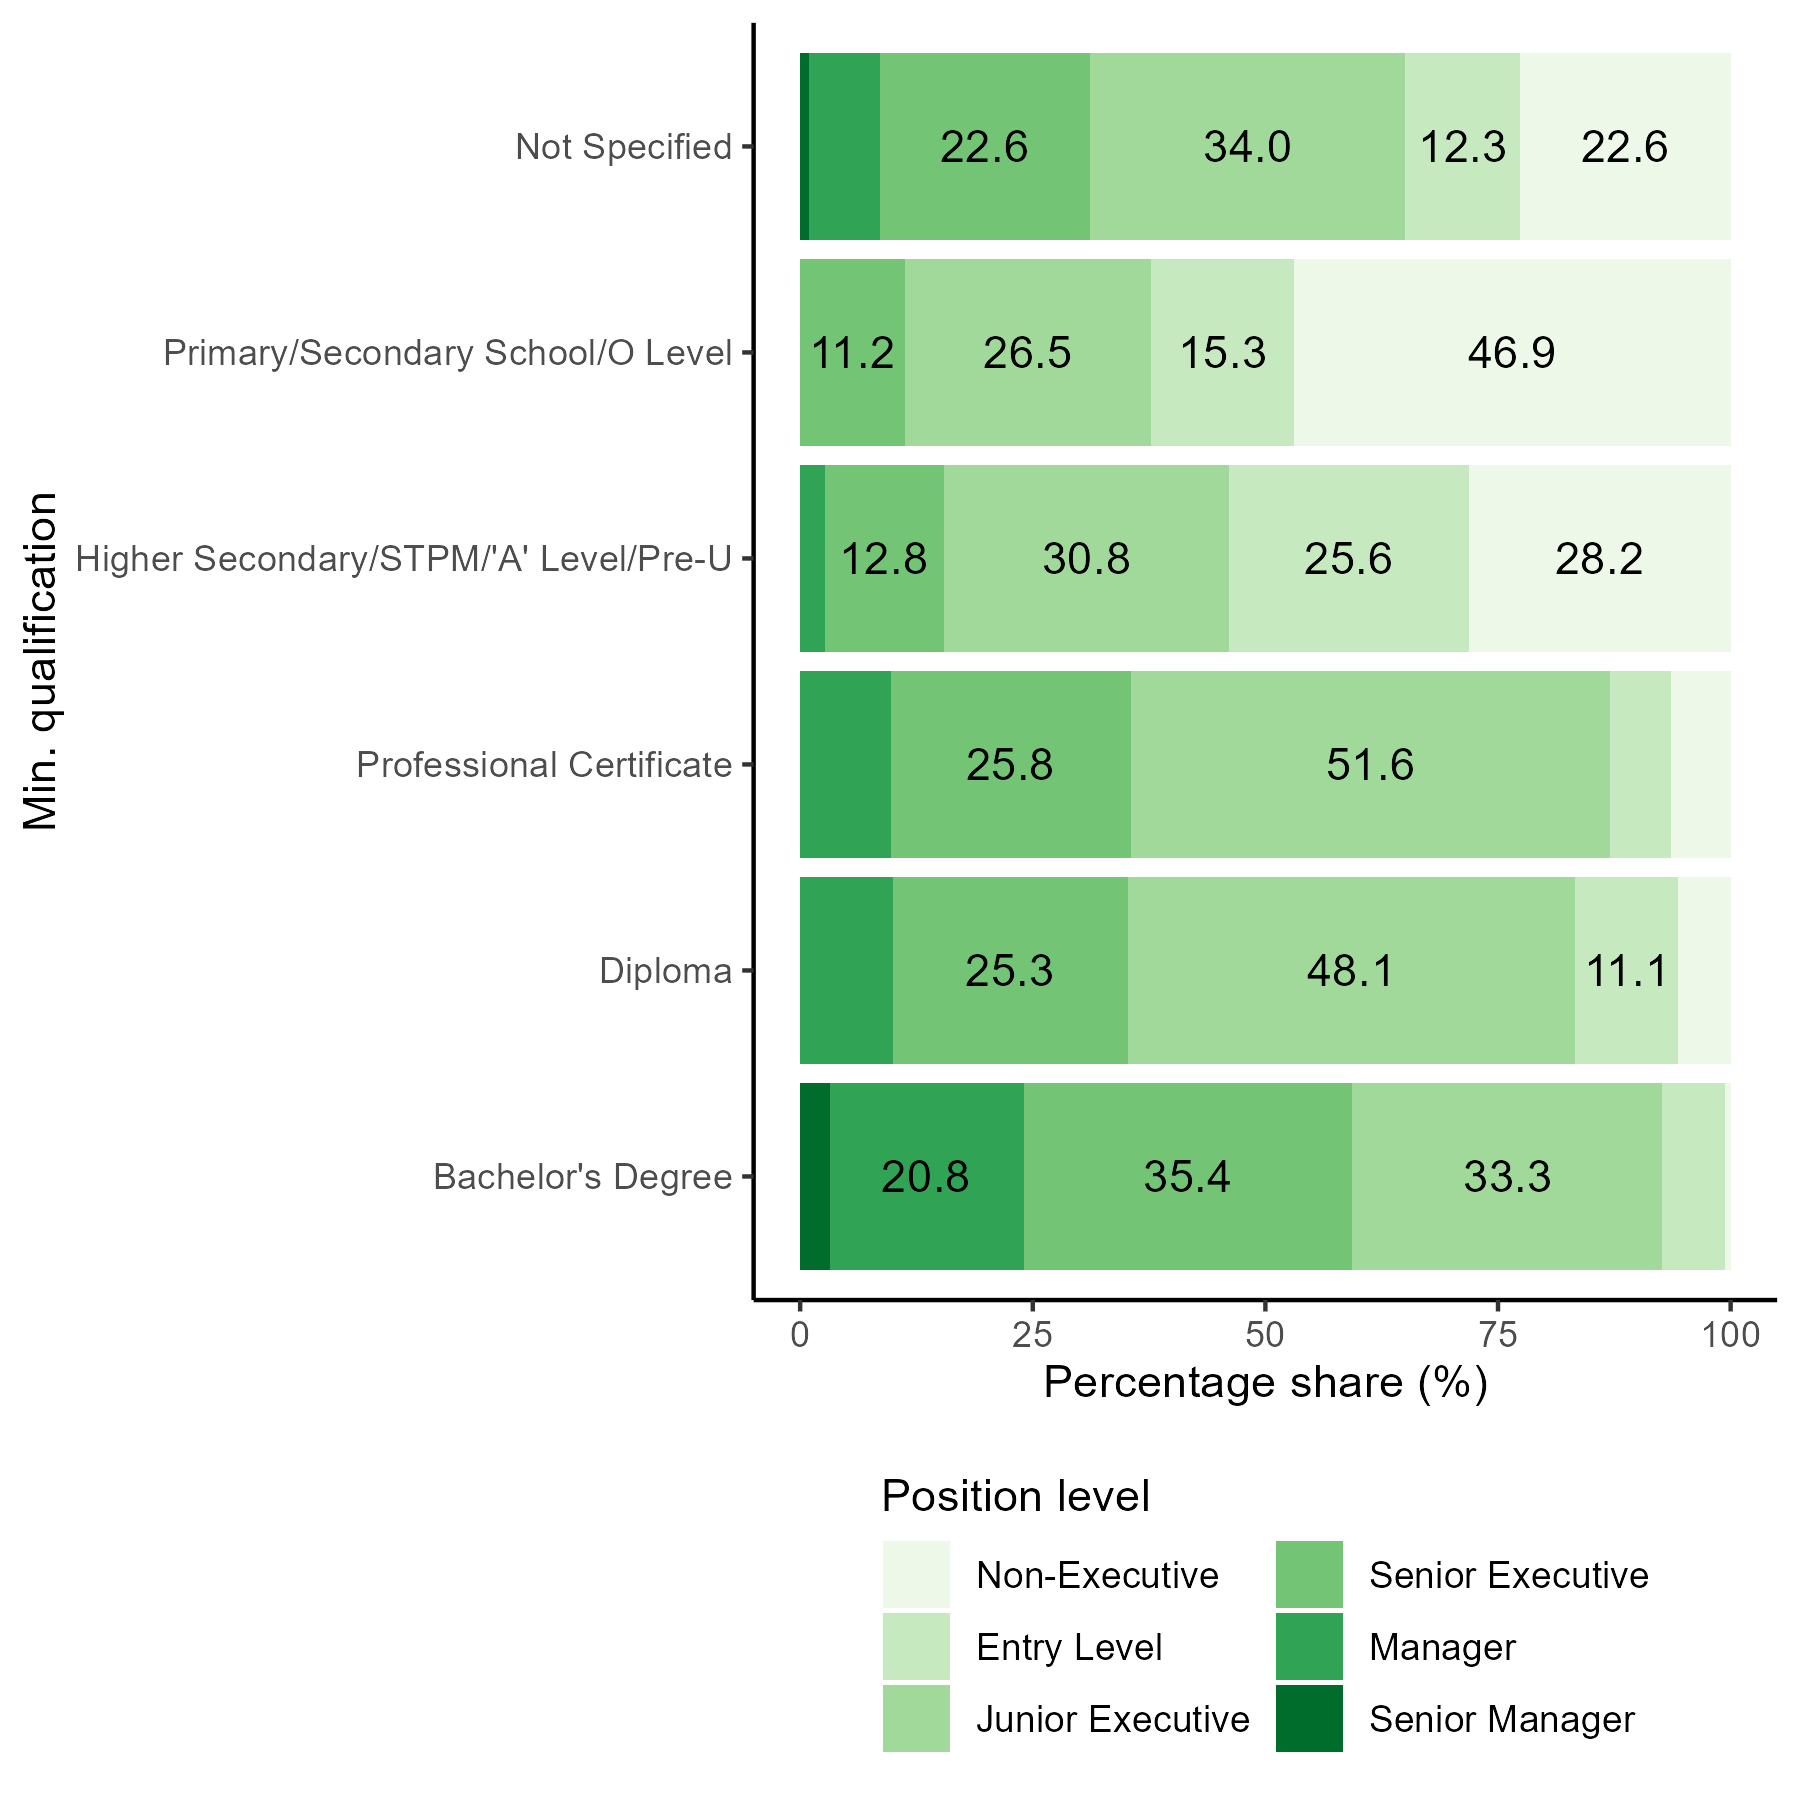 Min. qualification
Not Specified
22.6 34.0 12.3 22.6
Primary/Secondary School/O Level
11.2 26.5 15.3 46.9
Higher Secondary/STPM/'A' Level/Pre-U
12.8 30.8 25.6 28.2
Professional Certificate
25.8 51.6
Diploma
25.3 48.1 11.1
Bachelor's Degree
20.8 35.4 33.3
0 25 50 75 100
Percentage share (%)
Position level
Non-Executive
Entry Level
Junior Executive
Senior Executive
Manager
Senior Manager